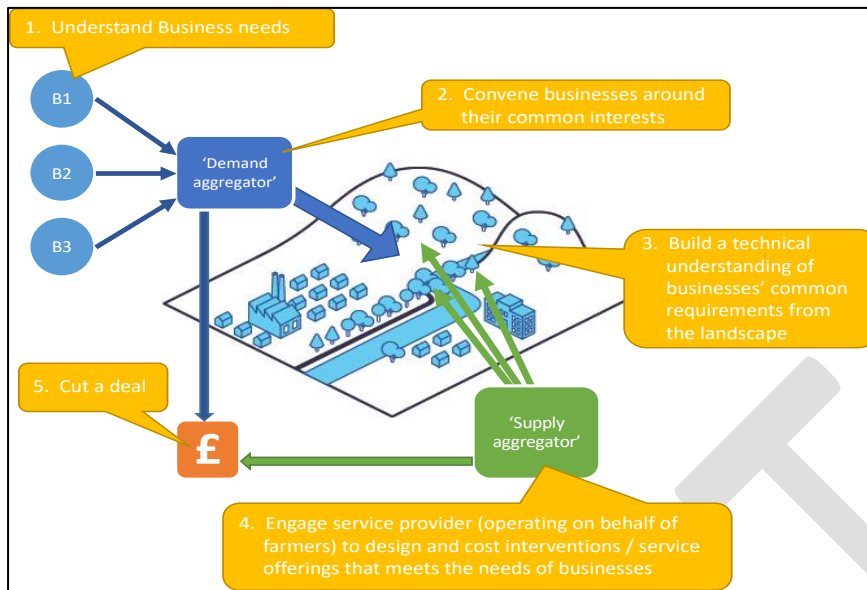 1. Understand Business needs
B1
2. Convene businesses around
their common interests
B2
'Demand
aggregator'
B3
3. Build a technical
understanding of
businesses' common
requirements from
the landscape
5. Cut a deal
£
'Supply
aggregator'
4. Engage service provider (operating on behalf of
farmers) to design and cost interventions / service
offerings that meets the needs of businesses